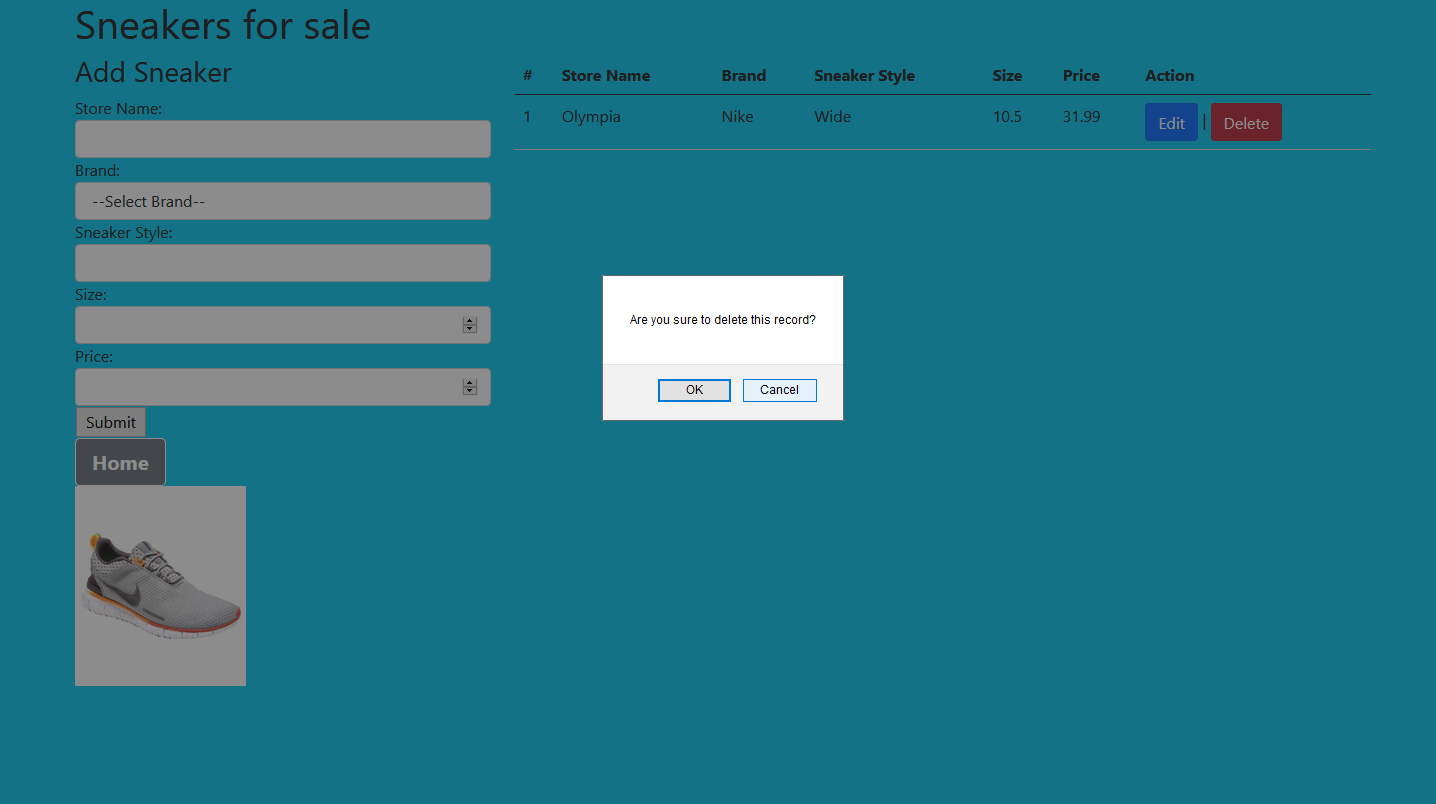 Sneakers for sale
Add Sneaker
Store Name:
Brand:
--Select Brand--
Sneaker Style:
Size:
Price:
Submit
Home
# Store Name Brand Sneaker Style Size Price Action
1 Olympia Nike Wide 10.5 31.99 Edit | Delete
Are you sure to delete this record?
OK Cancel